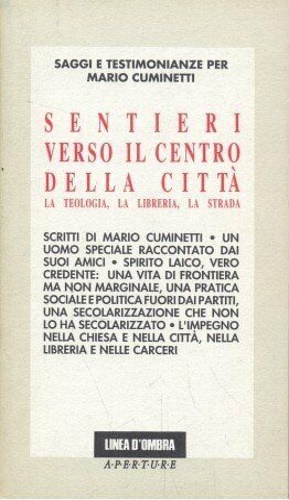 SAGGI E TESTIMONIANZE PER
MARIO CUMINETTI
SENTIERI
VERSO IL CENTRO
DELLA CITTÀ
LA TEOLOGIA, LA LIBRERIA, LA STRADA
SCRITTI DI MARIO CUMINETTI • UN
UOMO SPECIALE RACCONTATO DAI
SUOI AMICI • SPIRITO LAICO, VERO
CREDENTE: UNA VITA DI FRONTIERA
MA NON MARGINALE, UNA PRATICA
SOCIALE E POLITICA FUORI DAI PARTITI,
UNA SECOLARIZZAZIONE CHE NON
LO HA SECOLARIZZATO • L'IMPEGNO
NELLA CHIESA E NELLA CITTÀ, NELLA
LIBRERIA E NELLE CARCERI
LINEA D'OMBRA
A·P·E·R·T·U·R·E